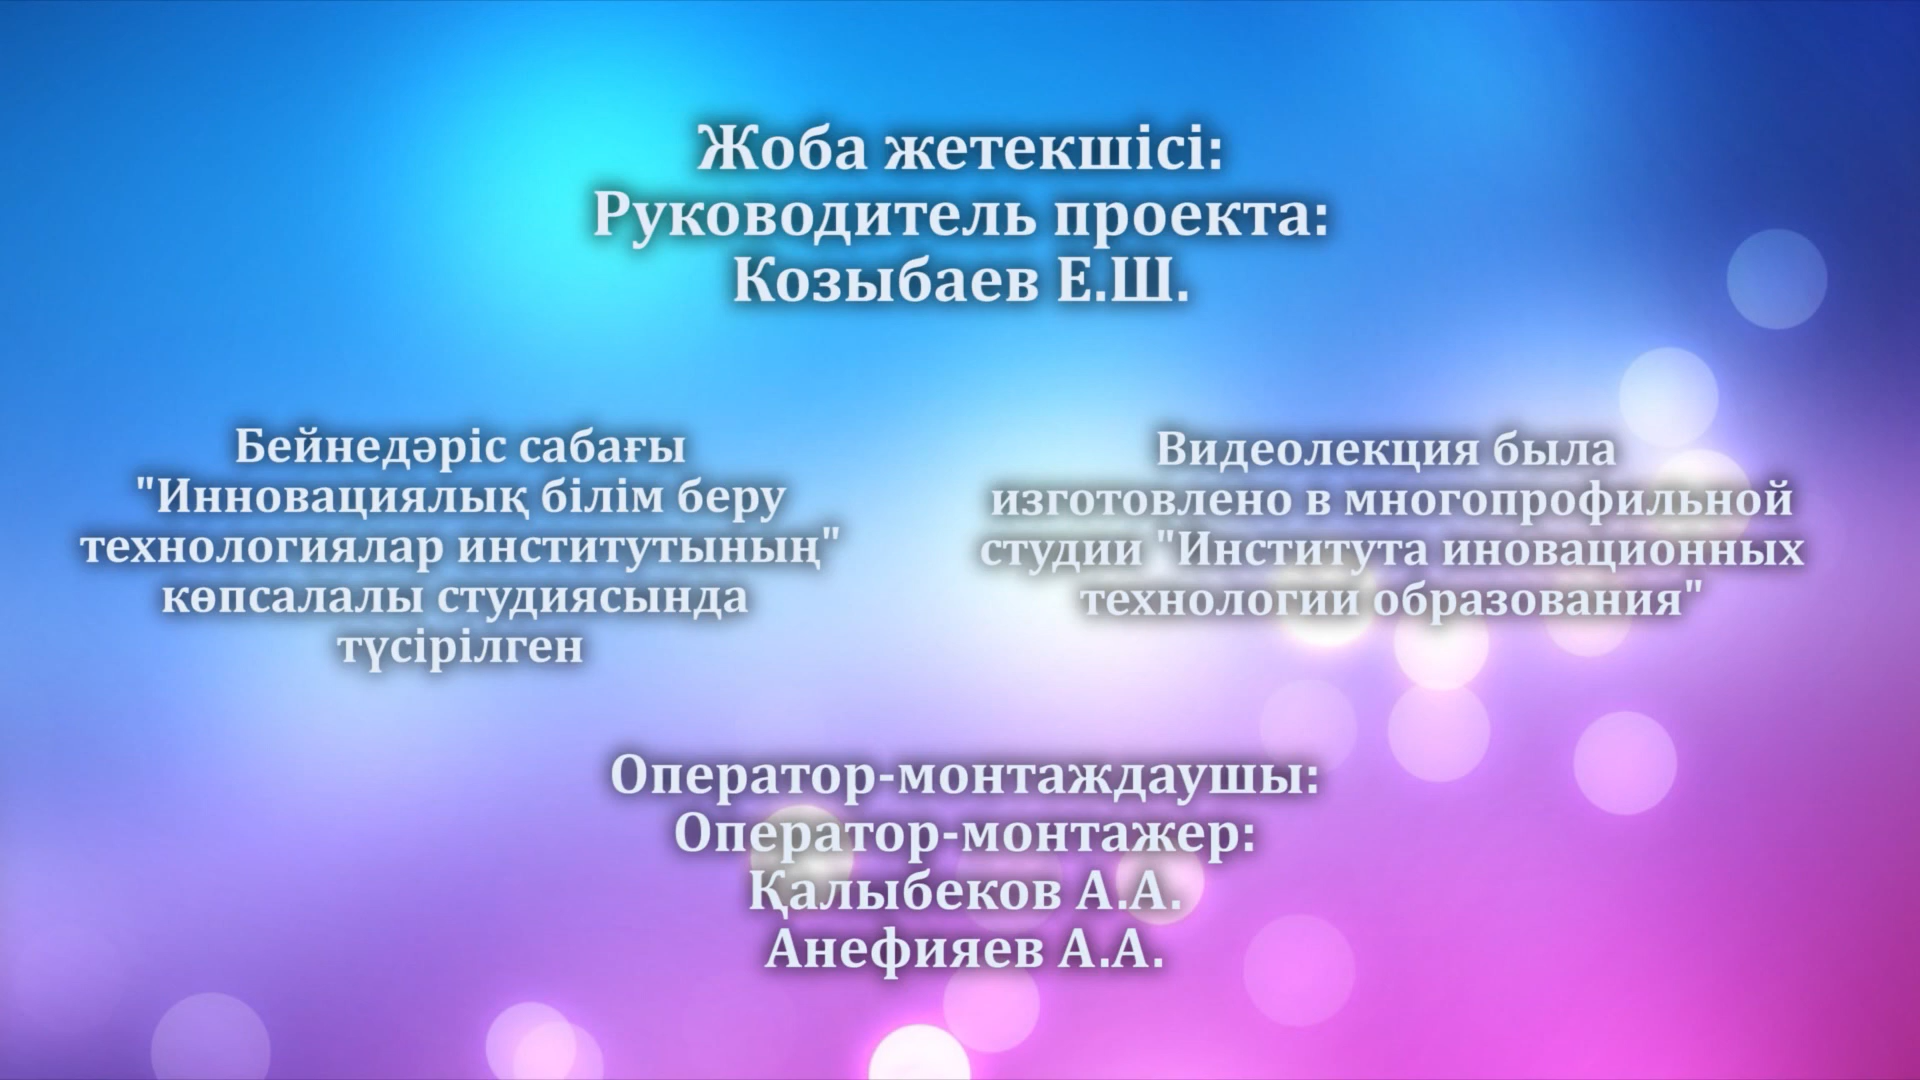 Жоба жетекшісі:
Руководитель проекта:
Козыбаев Е.Ш.
Бейнедәріс сабағы
"Инновациялық білім беру
технологиялар институтының"
көпсалалы студиясында
түсірілген
Видеолекция была
изготовлено в многопрофильной
студии "Института иновационных
технологии образования"
Оператор-монтаждаушы:
Оператор-монтажер:
Қалыбеков А.А.
Анефияев А.А.